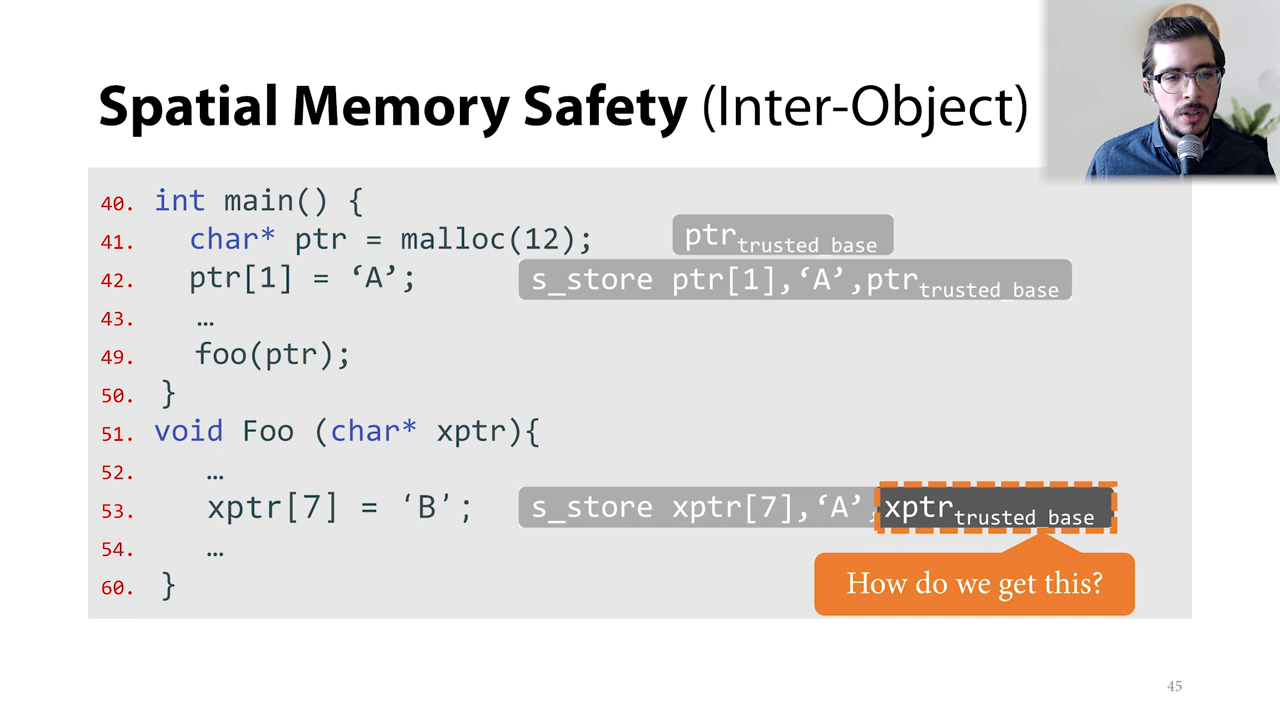 Spatial Memory Safety (Inter-Object)
40. int main() {
41. char* ptr = malloc(12); ptrtrusted_base
42. ptr[1] = ‘A’; s_store ptr[1],‘A’,ptrtrusted_base
43. …
49. foo(ptr);
50. }
51. void Foo (char* xptr){
52. …
53. xptr[7] = ‘B’; s_store xptr[7],‘A’,xptrtrusted_base
54. …
How do we get this?
60. }
45